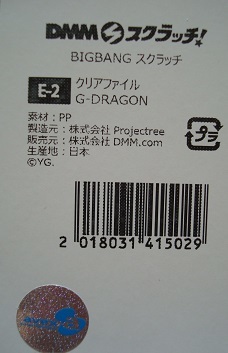 DMM スクラッチ!
BIGBANG スクラッチ
E-2 クリアファイル
G-DRAGON
素材：PP
製造元：株式会社 Projectree
販売元：株式会社 DMM.com
生産地：日本
©YG.
プラ
2 018031 415029